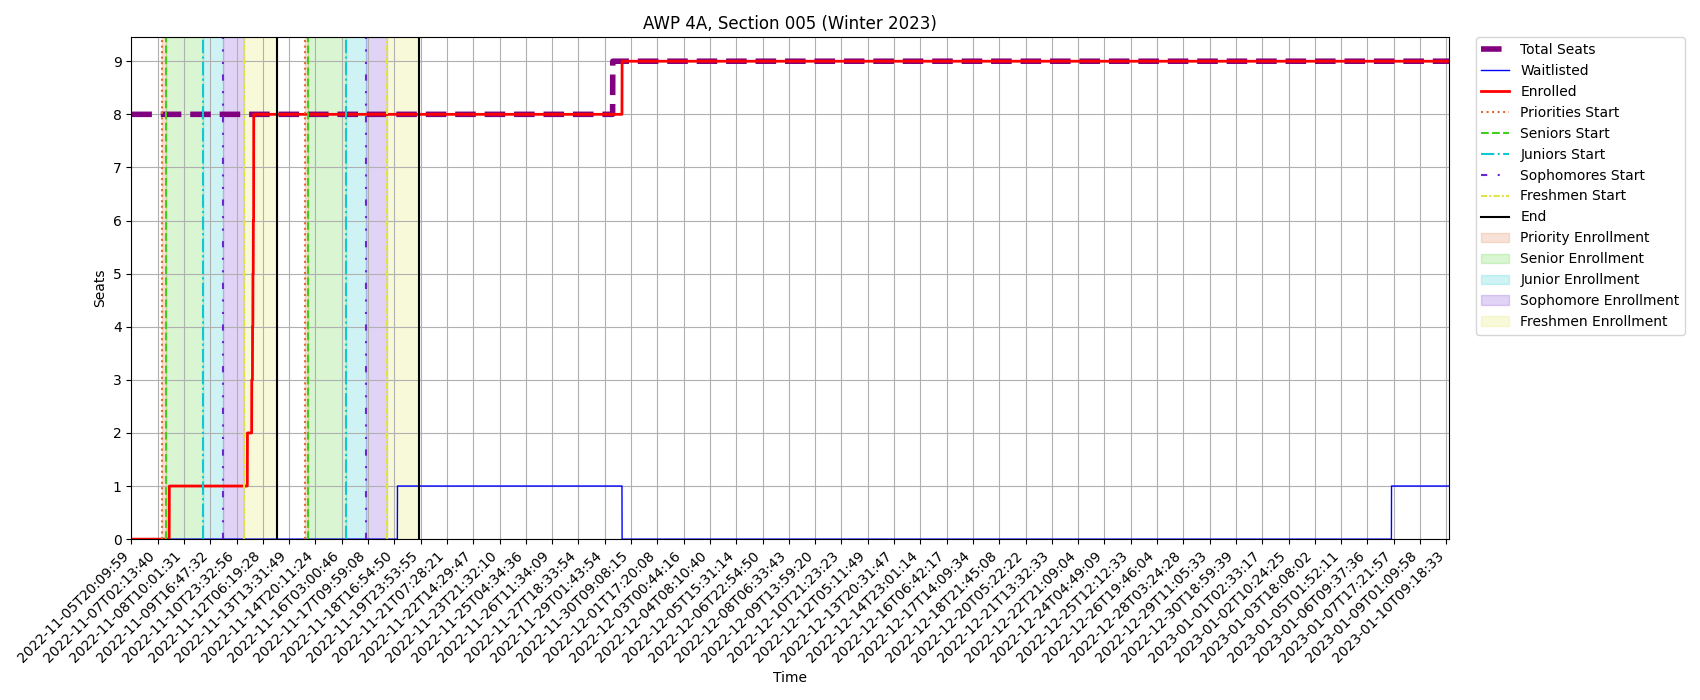 AWP 4A, Section 005 (Winter 2023)
Total Seats
Waitlisted
Enrolled
Priorities Start
Seniors Start
Juniors Start
Sophomores Start
Freshmen Start
End
Priority Enrollment
Senior Enrollment
Junior Enrollment
Sophomore Enrollment
Freshmen Enrollment
Seats
9
8
7
6
5
4
3
2
1
0
2022-11-05T20:09:59
2022-11-07T02:13:40
2022-11-08T10:01:31
2022-11-09T16:47:32
2022-11-10T23:32:56
2022-11-12T06:19:28
2022-11-13T13:31:49
2022-11-14T20:11:24
2022-11-16T03:00:46
2022-11-17T09:59:08
2022-11-18T16:54:50
2022-11-19T23:53:55
2022-11-21T07:28:21
2022-11-22T14:29:47
2022-11-23T21:32:10
2022-11-25T04:34:36
2022-11-26T11:34:09
2022-11-27T18:33:54
2022-11-29T01:43:54
2022-11-30T09:08:15
2022-12-01T17:20:08
2022-12-03T00:44:16
2022-12-04T08:10:40
2022-12-05T15:31:14
2022-12-06T22:54:50
2022-12-08T06:33:43
2022-12-09T13:59:20
2022-12-10T21:23:23
2022-12-12T05:11:49
2022-12-13T20:31:47
2022-12-14T23:01:14
2022-12-16T06:42:17
2022-12-17T14:09:34
2022-12-18T21:45:08
2022-12-20T05:22:22
2022-12-21T13:32:33
2022-12-22T21:09:04
2022-12-24T04:49:09
2022-12-25T12:12:33
2022-12-26T19:46:04
2022-12-28T03:24:28
2022-12-29T11:05:33
2022-12-30T18:59:39
2023-01-01T02:33:17
2023-01-02T10:24:25
2023-01-03T18:08:02
2023-01-05T01:52:11
2023-01-06T09:37:36
2023-01-07T17:21:57
2023-01-09T01:09:58
2023-01-10T09:18:33
Time